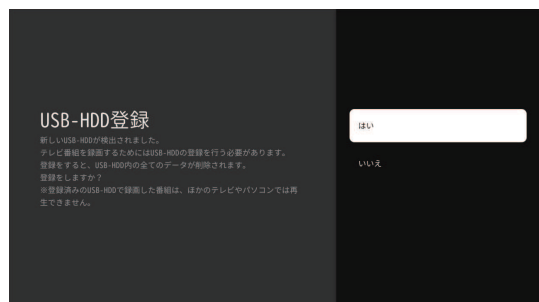 USB-HDD登録
新しいUSB-HDDが検出されました。
テレビ番組を録画するためにはUSB-HDDの登録を行う必要があります。
登録をすると、USB-HDD内の全てのデータが削除されます。
登録をしますか？
※登録済みのUSB-HDDで録画した番組は、ほかのテレビやパソコンでは再
生できません。
はい
いいえ